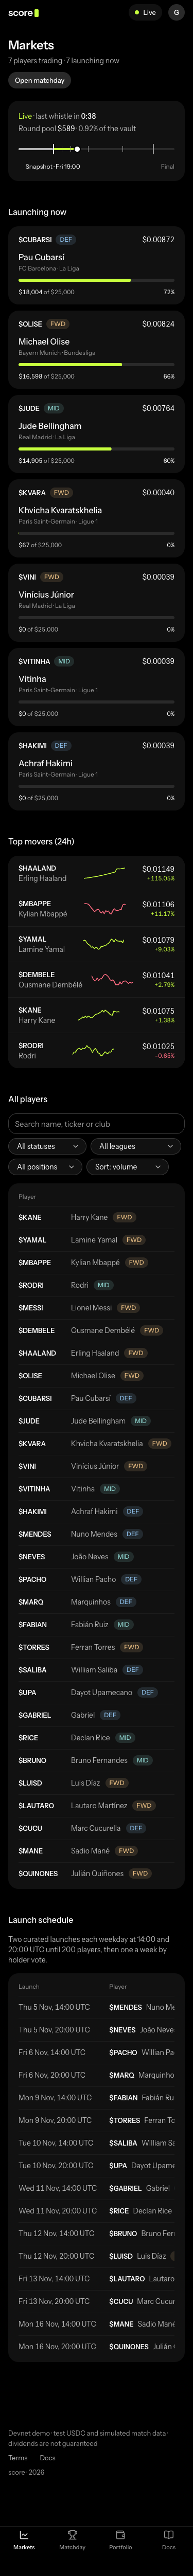 score
Live
G
Markets
7 players trading · 7 launching now
Open matchday
Live · last whistle in 0:38
Round pool $589 · 0.92% of the vault
Snapshot · Fri 19:00
Final
Launching now
$CUBARSI DEF $0.00872
Pau Cubarsí
FC Barcelona · La Liga
$18,004 of $25,000 72%
$OLISE FWD $0.00824
Michael Olise
Bayern Munich · Bundesliga
$16,598 of $25,000 66%
$JUDE MID $0.00764
Jude Bellingham
Real Madrid · La Liga
$14,905 of $25,000 60%
$KVARA FWD $0.00040
Khvicha Kvaratskhelia
Paris Saint-Germain · Ligue 1
$67 of $25,000 0%
$VINI FWD $0.00039
Vinícius Júnior
Real Madrid · La Liga
$0 of $25,000 0%
$VITINHA MID $0.00039
Vitinha
Paris Saint-Germain · Ligue 1
$0 of $25,000 0%
$HAKIMI DEF $0.00039
Achraf Hakimi
Paris Saint-Germain · Ligue 1
$0 of $25,000 0%
Top movers (24h)
$HAALAND $0.01149
Erling Haaland +115.05%
$MBAPPE $0.01106
Kylian Mbappé +11.17%
$YAMAL $0.01079
Lamine Yamal +9.03%
$DEMBELE $0.01041
Ousmane Dembélé +2.79%
$KANE $0.01075
Harry Kane +1.38%
$RODRI $0.01025
Rodri -0.65%
All players
Search name, ticker or club
All statuses
All leagues
All positions
Sort: volume
Player
$KANE Harry Kane FWD
$YAMAL Lamine Yamal FWD
$MBAPPE Kylian Mbappé FWD
$RODRI Rodri MID
$MESSI Lionel Messi FWD
$DEMBELE Ousmane Dembélé FWD
$HAALAND Erling Haaland FWD
$OLISE Michael Olise FWD
$CUBARSI Pau Cubarsí DEF
$JUDE Jude Bellingham MID
$KVARA Khvicha Kvaratskhelia FWD
$VINI Vinícius Júnior FWD
$VITINHA Vitinha MID
$HAKIMI Achraf Hakimi DEF
$MENDES Nuno Mendes DEF
$NEVES João Neves MID
$PACHO Willian Pacho DEF
$MARQ Marquinhos DEF
$FABIAN Fabián Ruiz MID
$TORRES Ferran Torres FWD
$SALIBA William Saliba DEF
$UPA Dayot Upamecano DEF
$GABRIEL Gabriel DEF
$RICE Declan Rice MID
$BRUNO Bruno Fernandes MID
$LUISD Luis Díaz FWD
$LAUTARO Lautaro Martínez FWD
$CUCU Marc Cucurella DEF
$MANE Sadio Mané FWD
$QUINONES Julián Quiñones FWD
Launch schedule
Two curated launches each weekday at 14:00 and
20:00 UTC until 200 players, then one a week by
holder vote.
Launch Player
Thu 5 Nov, 14:00 UTC $MENDES Nuno Me
Thu 5 Nov, 20:00 UTC $NEVES João Neve
Fri 6 Nov, 14:00 UTC $PACHO Willian Pa
Fri 6 Nov, 20:00 UTC $MARQ Marquinho
Mon 9 Nov, 14:00 UTC $FABIAN Fabián Ru
Mon 9 Nov, 20:00 UTC $TORRES Ferran To
Tue 10 Nov, 14:00 UTC $SALIBA William Sa
Tue 10 Nov, 20:00 UTC $UPA Dayot Upame
Wed 11 Nov, 14:00 UTC $GABRIEL Gabriel
Wed 11 Nov, 20:00 UTC $RICE Declan Rice
Thu 12 Nov, 14:00 UTC $BRUNO Bruno Fern
Thu 12 Nov, 20:00 UTC $LUISD Luis Díaz
Fri 13 Nov, 14:00 UTC $LAUTARO Lautaro
Fri 13 Nov, 20:00 UTC $CUCU Marc Cucur
Mon 16 Nov, 14:00 UTC $MANE Sadio Mané
Mon 16 Nov, 20:00 UTC $QUINONES Julián
Devnet demo · test USDC and simulated match data ·
dividends are not guaranteed
Terms Docs
score · 2026
Markets Matchday Portfolio Docs